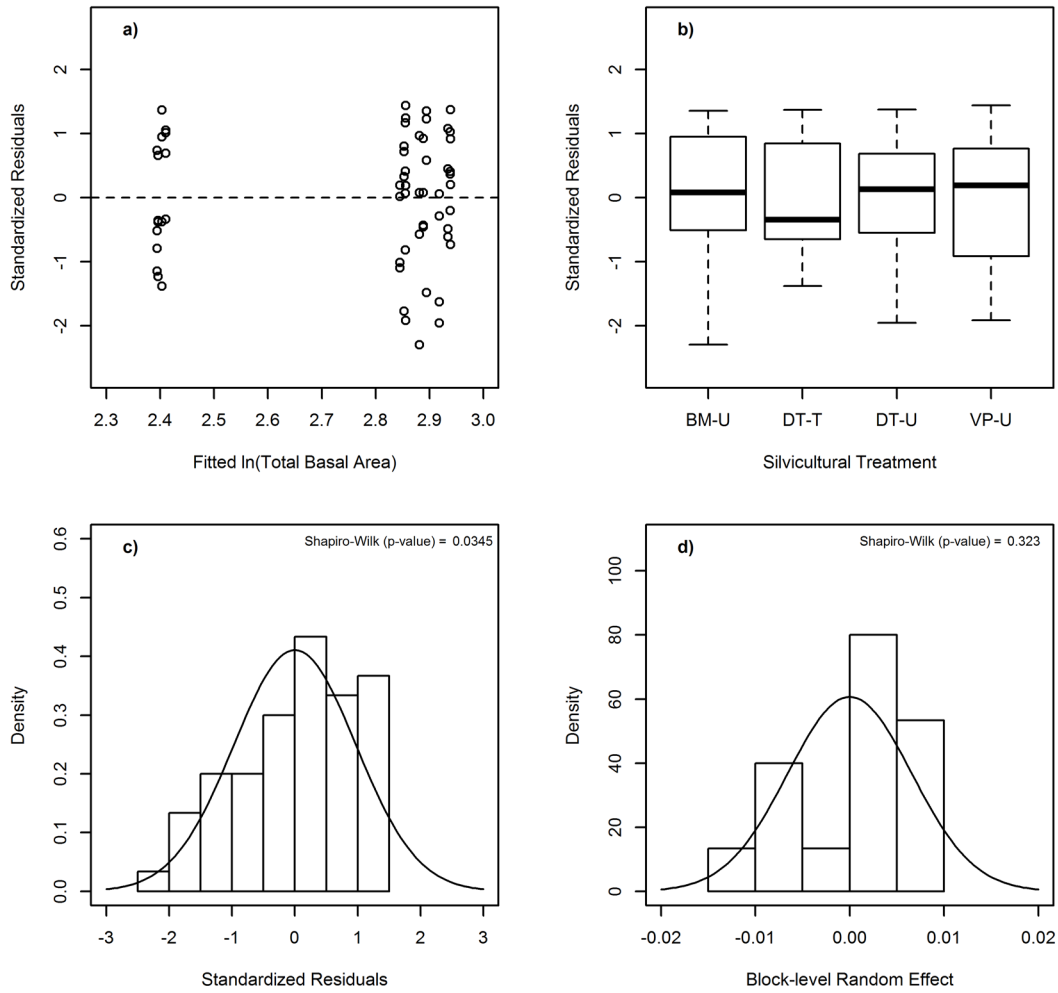 a)
Standardized Residuals
2
1
0
-1
-2
2.3 2.4 2.5 2.6 2.7 2.8 2.9 3.0
Fitted ln(Total Basal Area)
b)
Standardized Residuals
2
1
0
-1
-2
BM-U DT-T DT-U VP-U
Silvicultural Treatment
c)
Shapiro-Wilk (p-value) = 0.0345
Density
0.6
0.5
0.4
0.3
0.2
0.1
0.0
-3 -2 -1 0 1 2 3
Standardized Residuals
d)
Shapiro-Wilk (p-value) = 0.323
Density
100
80
60
40
20
0
-0.02 -0.01 0.00 0.01 0.02
Block-level Random Effect